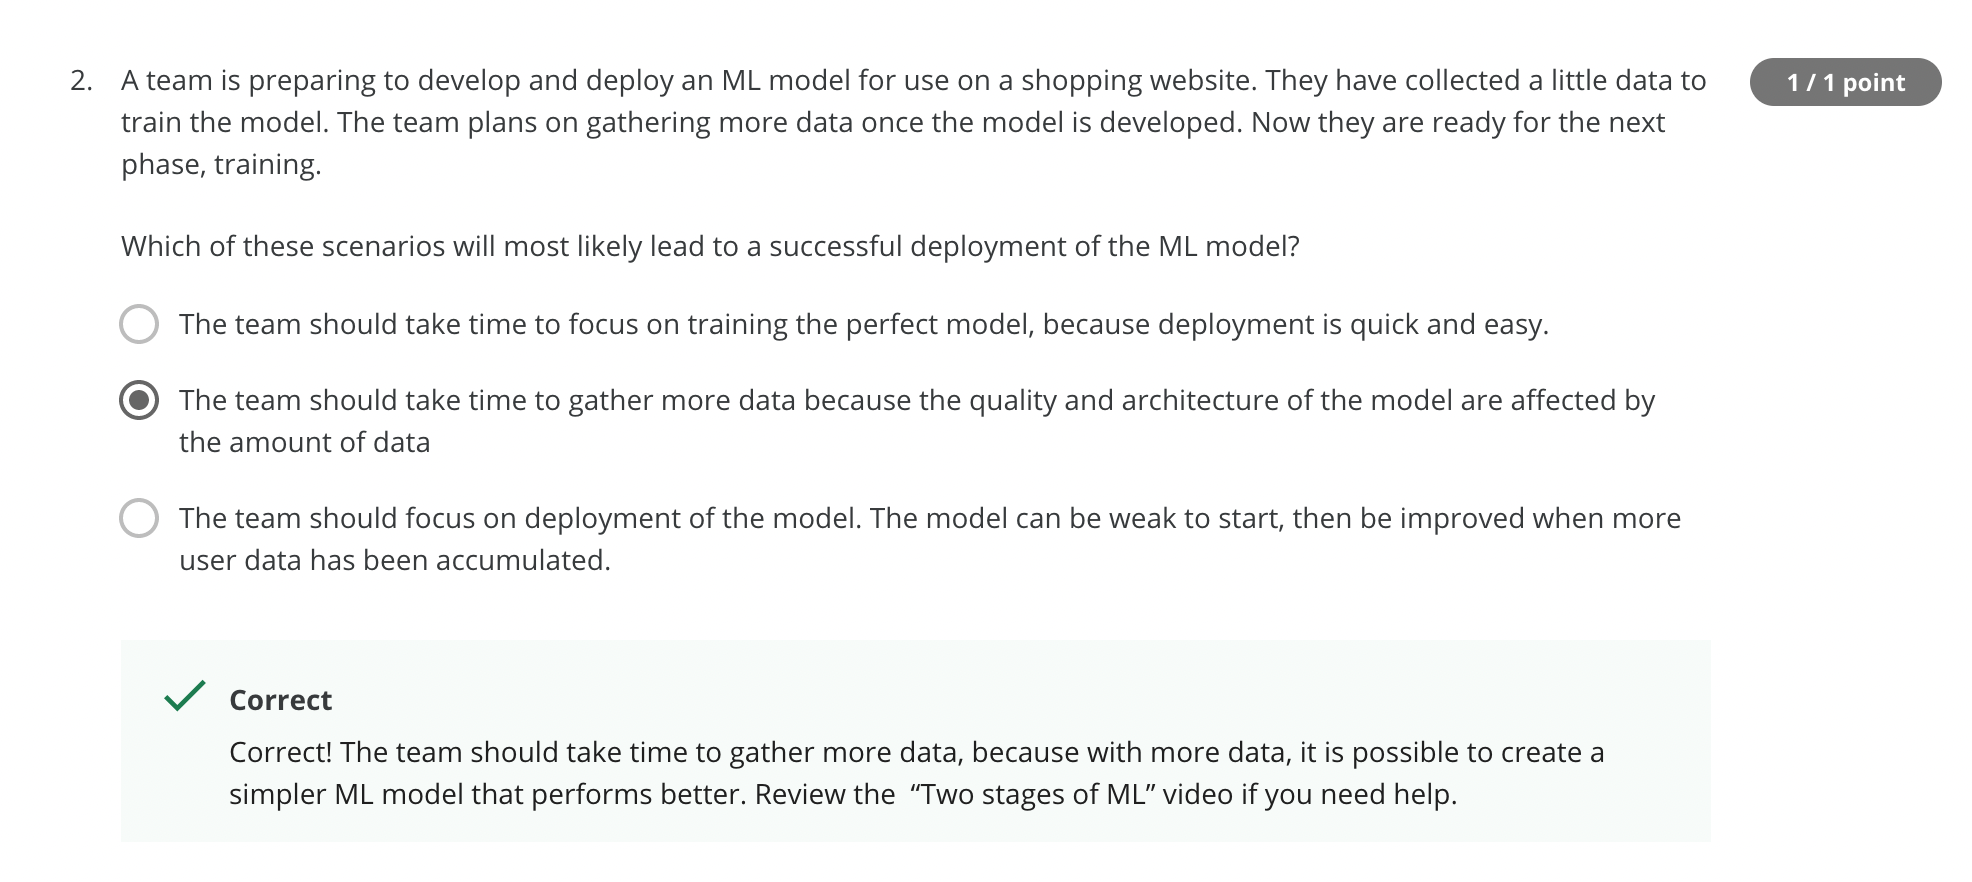 2. A team is preparing to develop and deploy an ML model for use on a shopping website. They have collected a little data to
1 / 1 point
train the model. The team plans on gathering more data once the model is developed. Now they are ready for the next
phase, training.
Which of these scenarios will most likely lead to a successful deployment of the ML model?
The team should take time to focus on training the perfect model, because deployment is quick and easy.
The team should take time to gather more data because the quality and architecture of the model are affected by
the amount of data
The team should focus on deployment of the model. The model can be weak to start, then be improved when more
user data has been accumulated.
Correct
Correct! The team should take time to gather more data, because with more data, it is possible to create a
simpler ML model that performs better. Review the  “Two stages of ML” video if you need help.